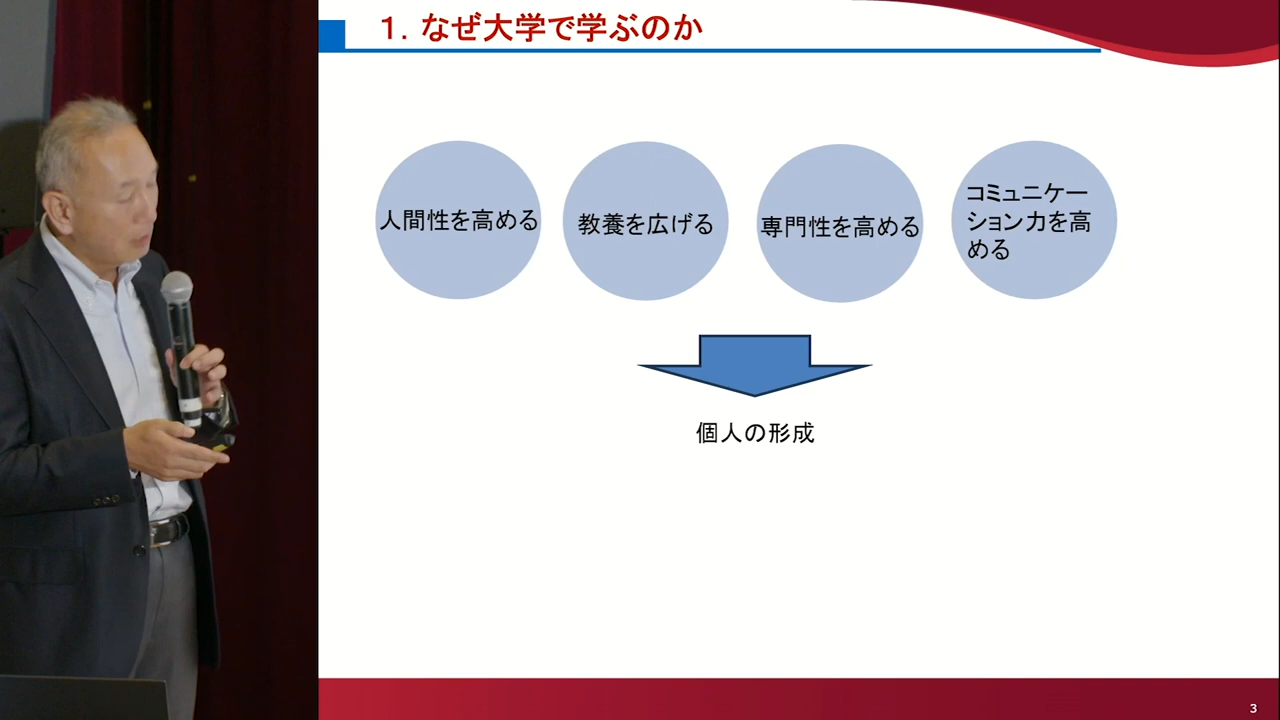 1. なぜ大学で学ぶのか
人間性を高める
教養を広げる
専門性を高める
コミュニケー
ション力を高
める
個人の形成
3